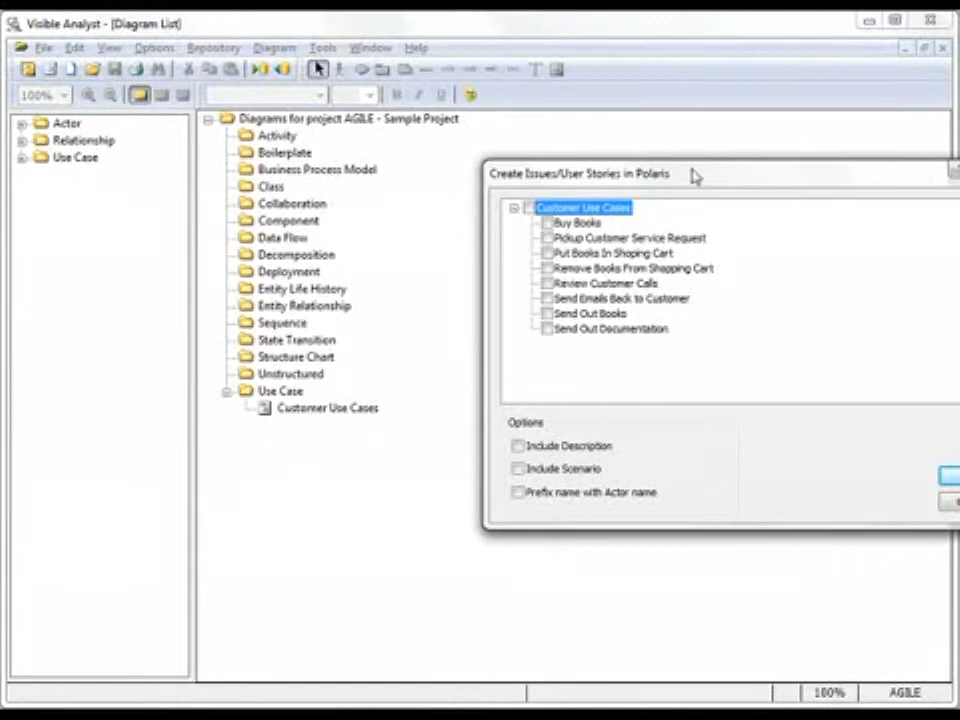 Visible Analyst - [Diagram List]
File Edit View Options Repository Diagram Tools Window Help
100%
B I U
Actor
Relationship
Use Case
Diagrams for project AGILE - Sample Project
Activity
Boilerplate
Business Process Model
Class
Collaboration
Component
Data Flow
Decomposition
Deployment
Entity Life History
Entity Relationship
Sequence
State Transition
Structure Chart
Unstructured
Use Case
Customer Use Cases
Create Issues/User Stories in Polaris
Customer Use Cases
Buy Books
Pickup Customer Service Request
Put Books In Shoping Cart
Remove Books From Shopping Cart
Review Customer Calls
Send Emails Back to Customer
Send Out Books
Send Out Documentation
Options
Include Description
Include Scenario
Prefix name with Actor name
100% AGILE